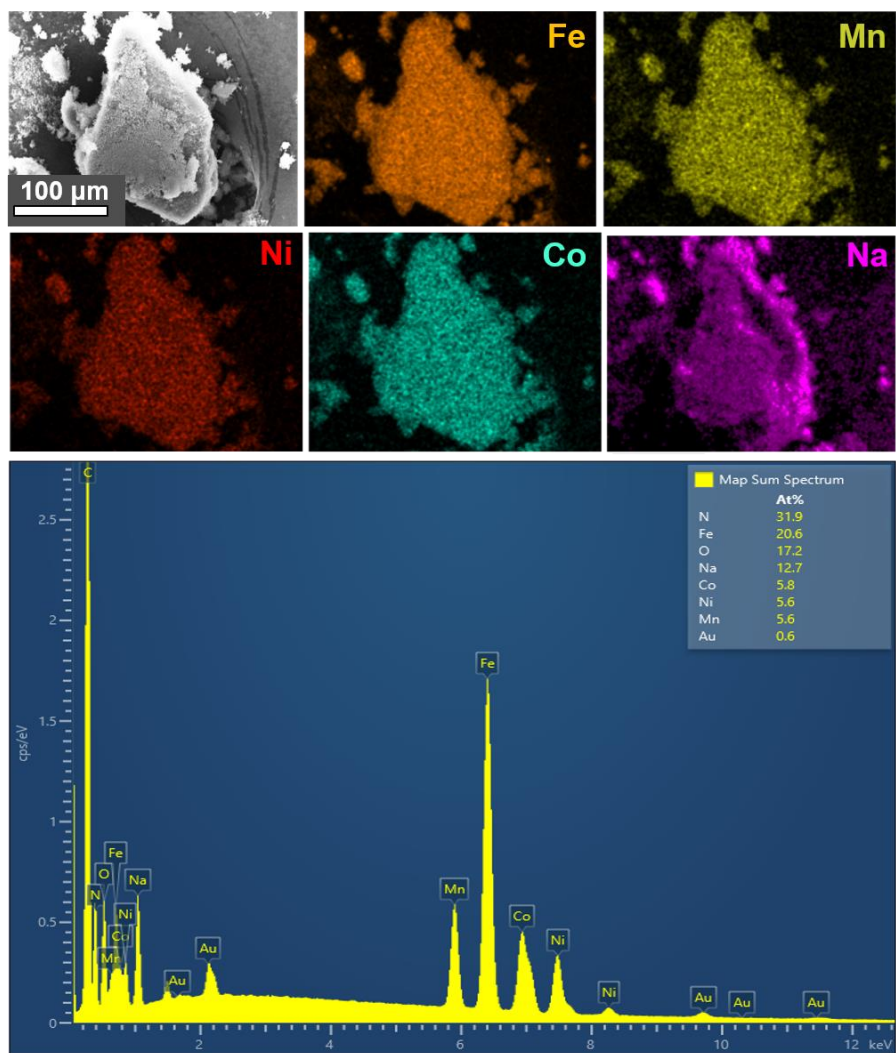 Fe
Mn
100 µm
Ni
Co
Na
Map Sum Spectrum
At%
N 31.9
Fe 20.6
O 17.2
Na 12.7
Co 5.8
Ni 5.6
Mn 5.6
Au 0.6
C
2.5
2
1.5
1
0.5
0
cps/eV
Fe
Fe
O
Na
N
Ni
Co
Mn
Au
Au
Mn
Co
Ni
Ni
Au
Au
Au
2 4 6 8 10 12 keV